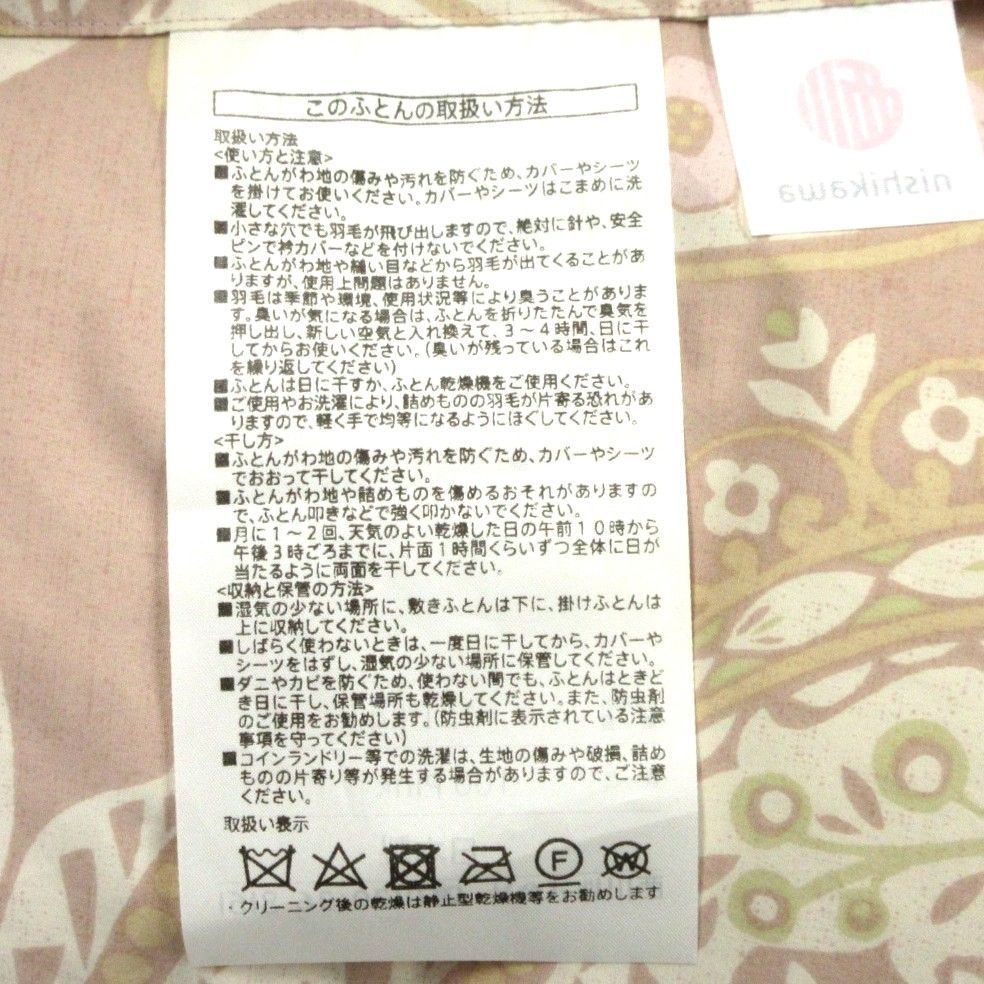 このふとんの取扱い方法
取扱い方法
<使い方と注意>
■ふとんがわ地の傷みや汚れを防ぐため、カバーやシーツ
を掛けてお使いください。カバーやシーツはこまめに洗
濯してください。
■小さな穴でも羽毛が飛び出しますので、絶対に針や、安全
ピンで衿カバーなどを付けないでください。
■ふとんがわ地や縫い目などから羽毛が出てくることがあ
りますが、使用上問題はありません。
■羽毛は季節や環境、使用状況等により臭うことがありま
す。臭いが気になる場合は、ふとんを折りたたんで臭気を
押し出し、新しい空気と入れ換えて、3～4時間、日に干
してからお使いください。(臭いが残っている場合はこれ
を繰り返してください)
■ふとんは日に干すか、ふとん乾燥機をご使用ください。
■ご使用やお洗濯により、詰めものの羽毛が片寄る恐れがあ
りますので、軽く手で均等になるようにほぐしてください。
<干し方>
■ふとんがわ地の傷みや汚れを防ぐため、カバーやシーツ
でおおって干してください。
■ふとんがわ地や詰めものを傷めるおそれがありますの
で、ふとん叩きなどで強く叩かないでください。
■月に1～2回、天気のよい乾燥した日の午前10時から
午後3時ごろまでに、片面1時間くらいずつ全体に日が
当たるように両面を干してください。
<収納と保管の方法>
■湿気の少ない場所に、敷きふとんは下に、掛けふとんは
上に収納してください。
■しばらく使わないときは、一度日に干してから、カバーや
シーツをはずし、湿気の少ない場所に保管してください。
■ダニやカビを防ぐため、使わない間でも、ふとんはときど
き日に干し、保管場所も乾燥してください。また、防虫剤
のご使用をお勧めします。(防虫剤に表示されている注意
事項を守ってください)
■コインランドリー等での洗濯は、生地の傷みや破損、詰め
ものの片寄り等が発生する場合がありますので、ご注意
ください。
取扱い表示
F W
・クリーニング後の乾燥は静止型乾燥機等をお勧めします
nishikawa